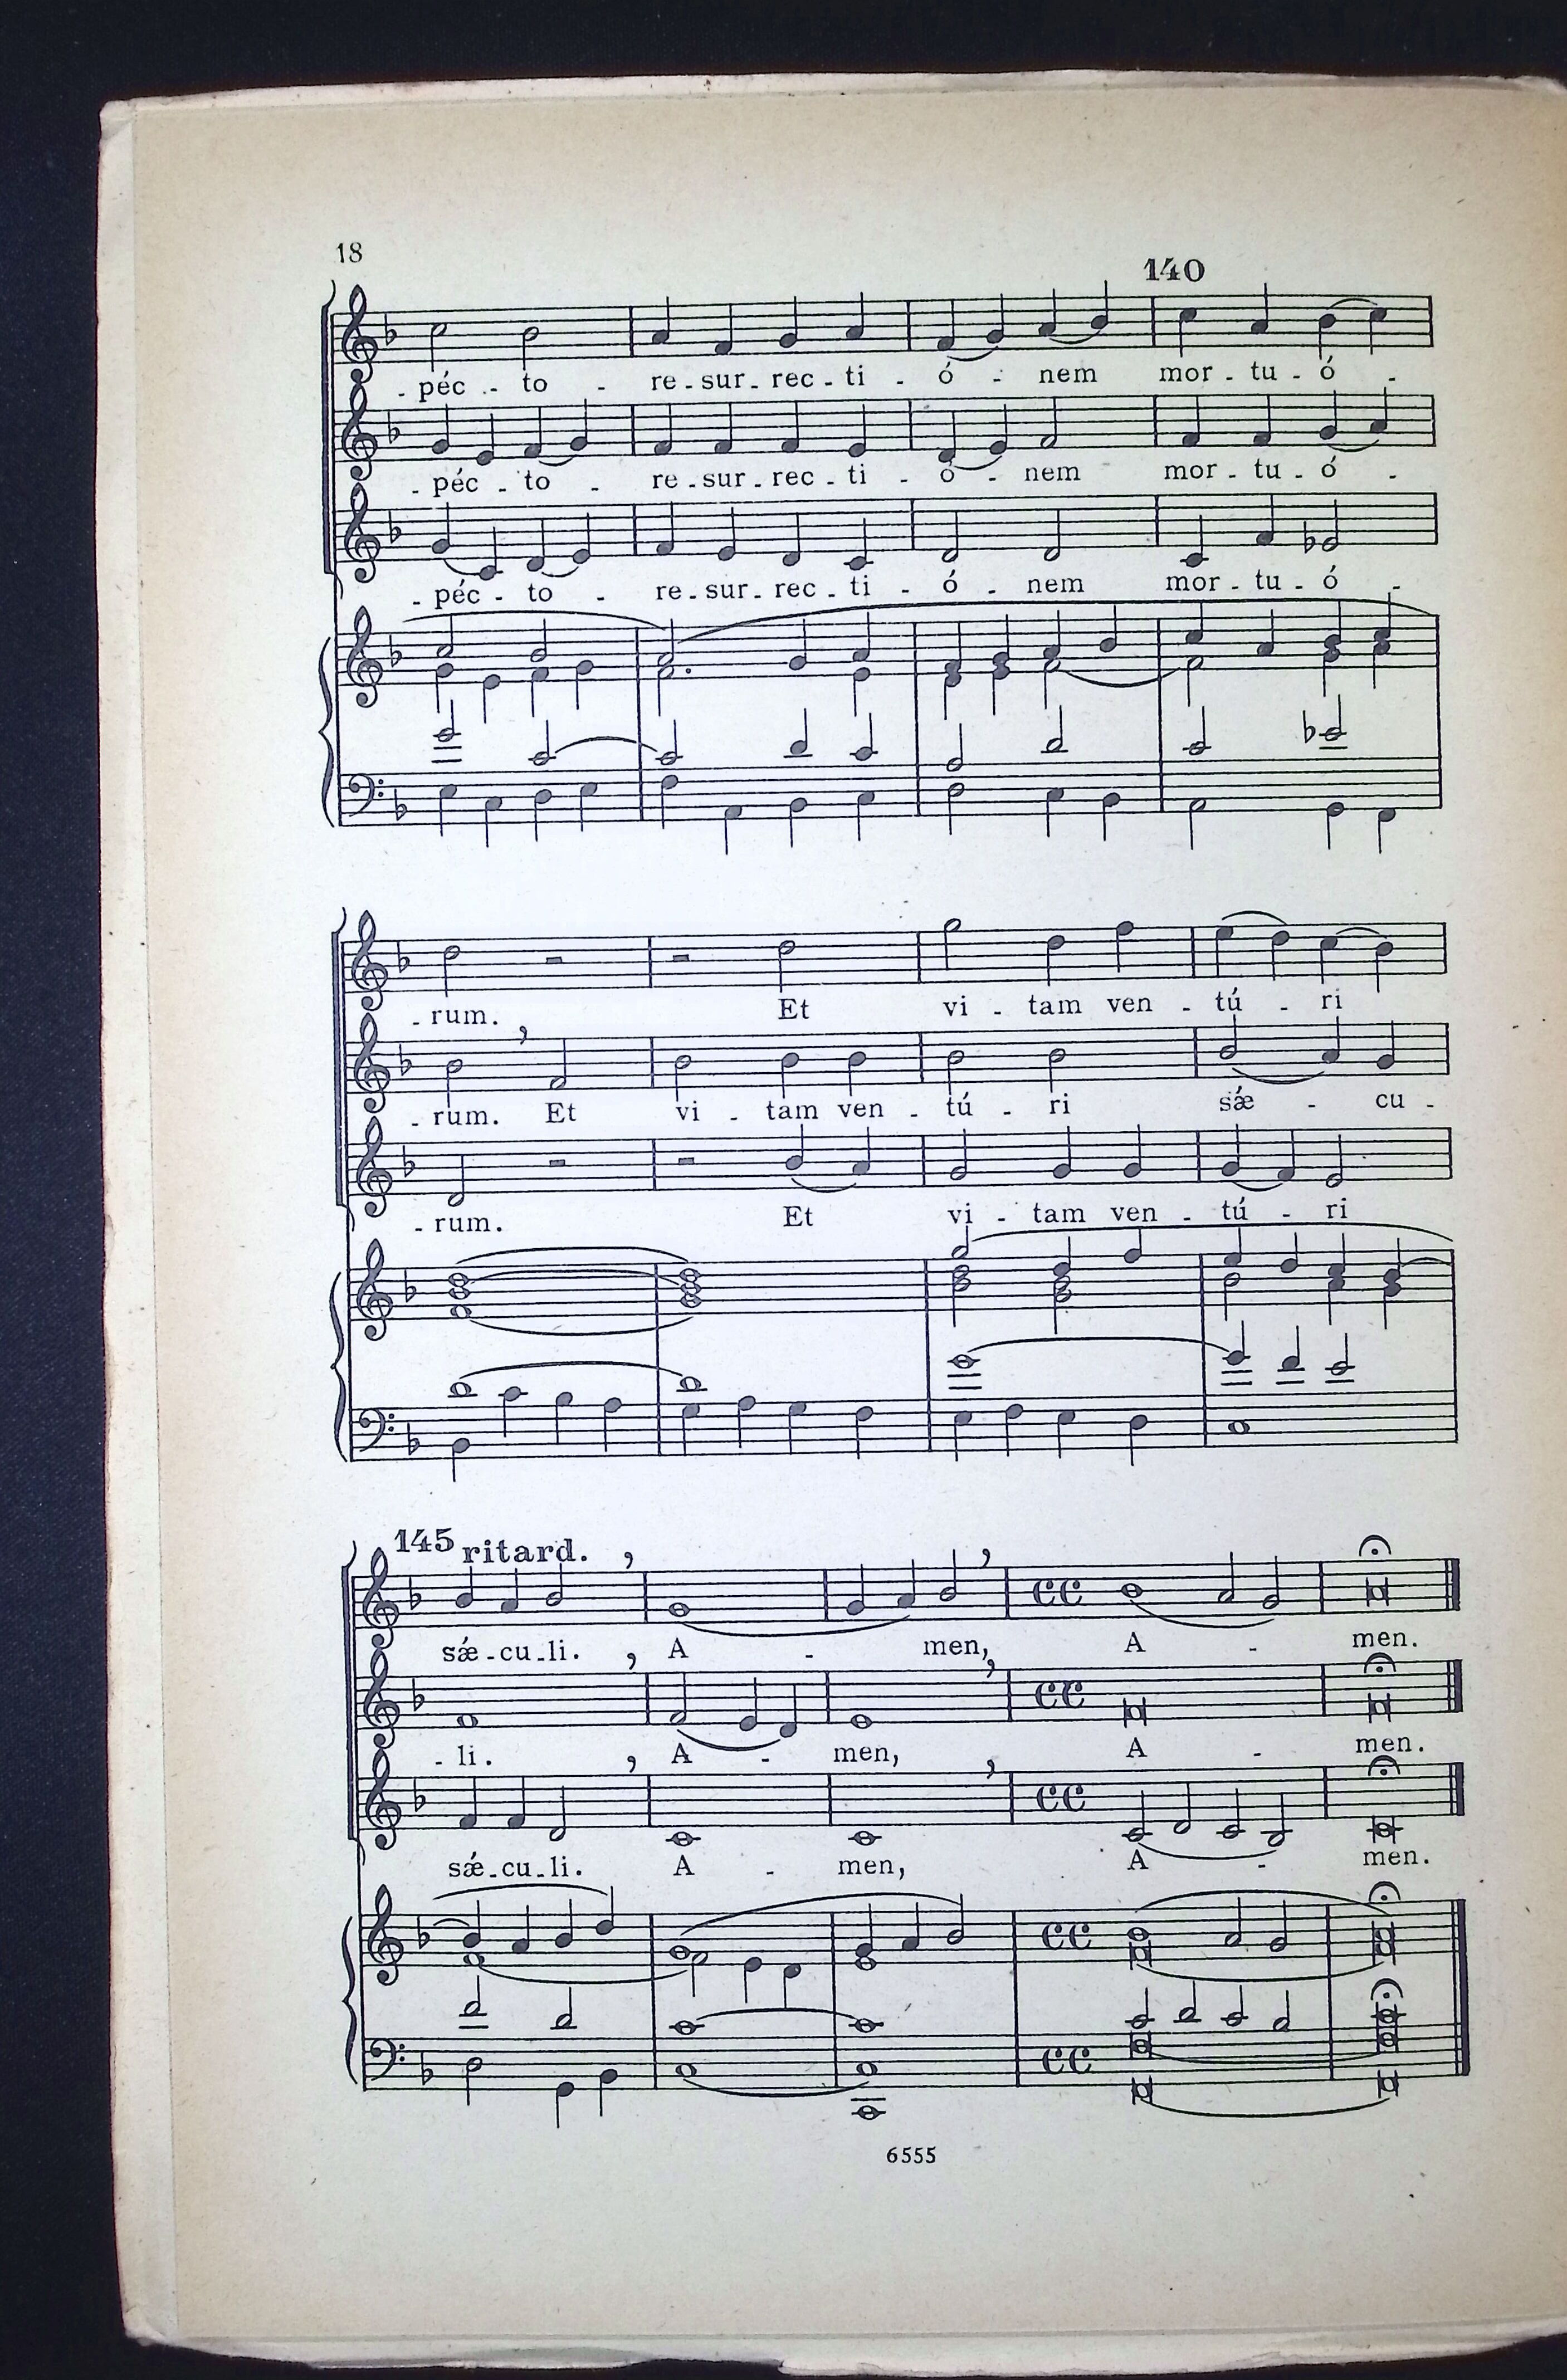 18
140
- péc - to - re - sur - rec - ti - ó - nem mor - tu - ó -
- péc - to - re - sur - rec - ti - ó - nem mor - tu - ó -
- péc - to - re - sur - rec - ti - ó - nem mor - tu - ó -
- rum. Et vi - tam ven - tú - ri
- rum. Et vi - tam ven - tú - ri sǽ - cu -
- rum. Et vi - tam ven - tú - ri
145 ritard.
sǽ - cu - li. A - men, A - men.
- li. A - men, A - men.
sǽ - cu - li. A - men, A - men.
6555